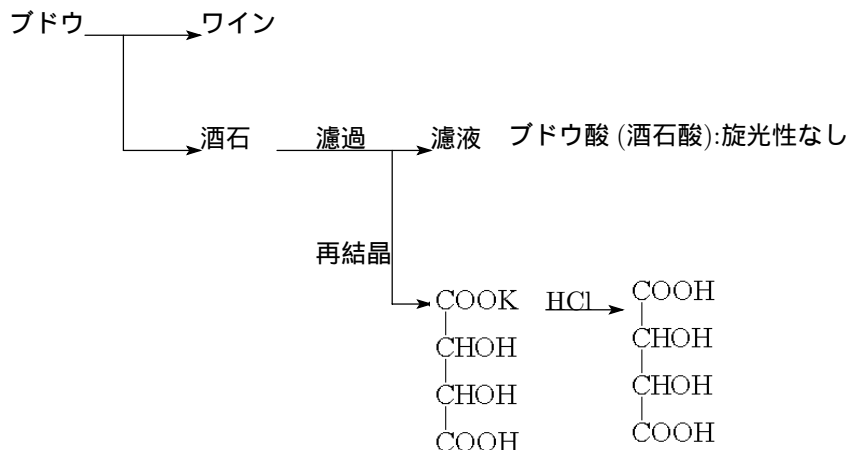 ブドウ ワイン
酒石 濾過 濾液 ブドウ酸 (酒石酸):旋光性なし
再結晶
COOK HCl COOH
CHOH CHOH
CHOH CHOH
COOH COOH